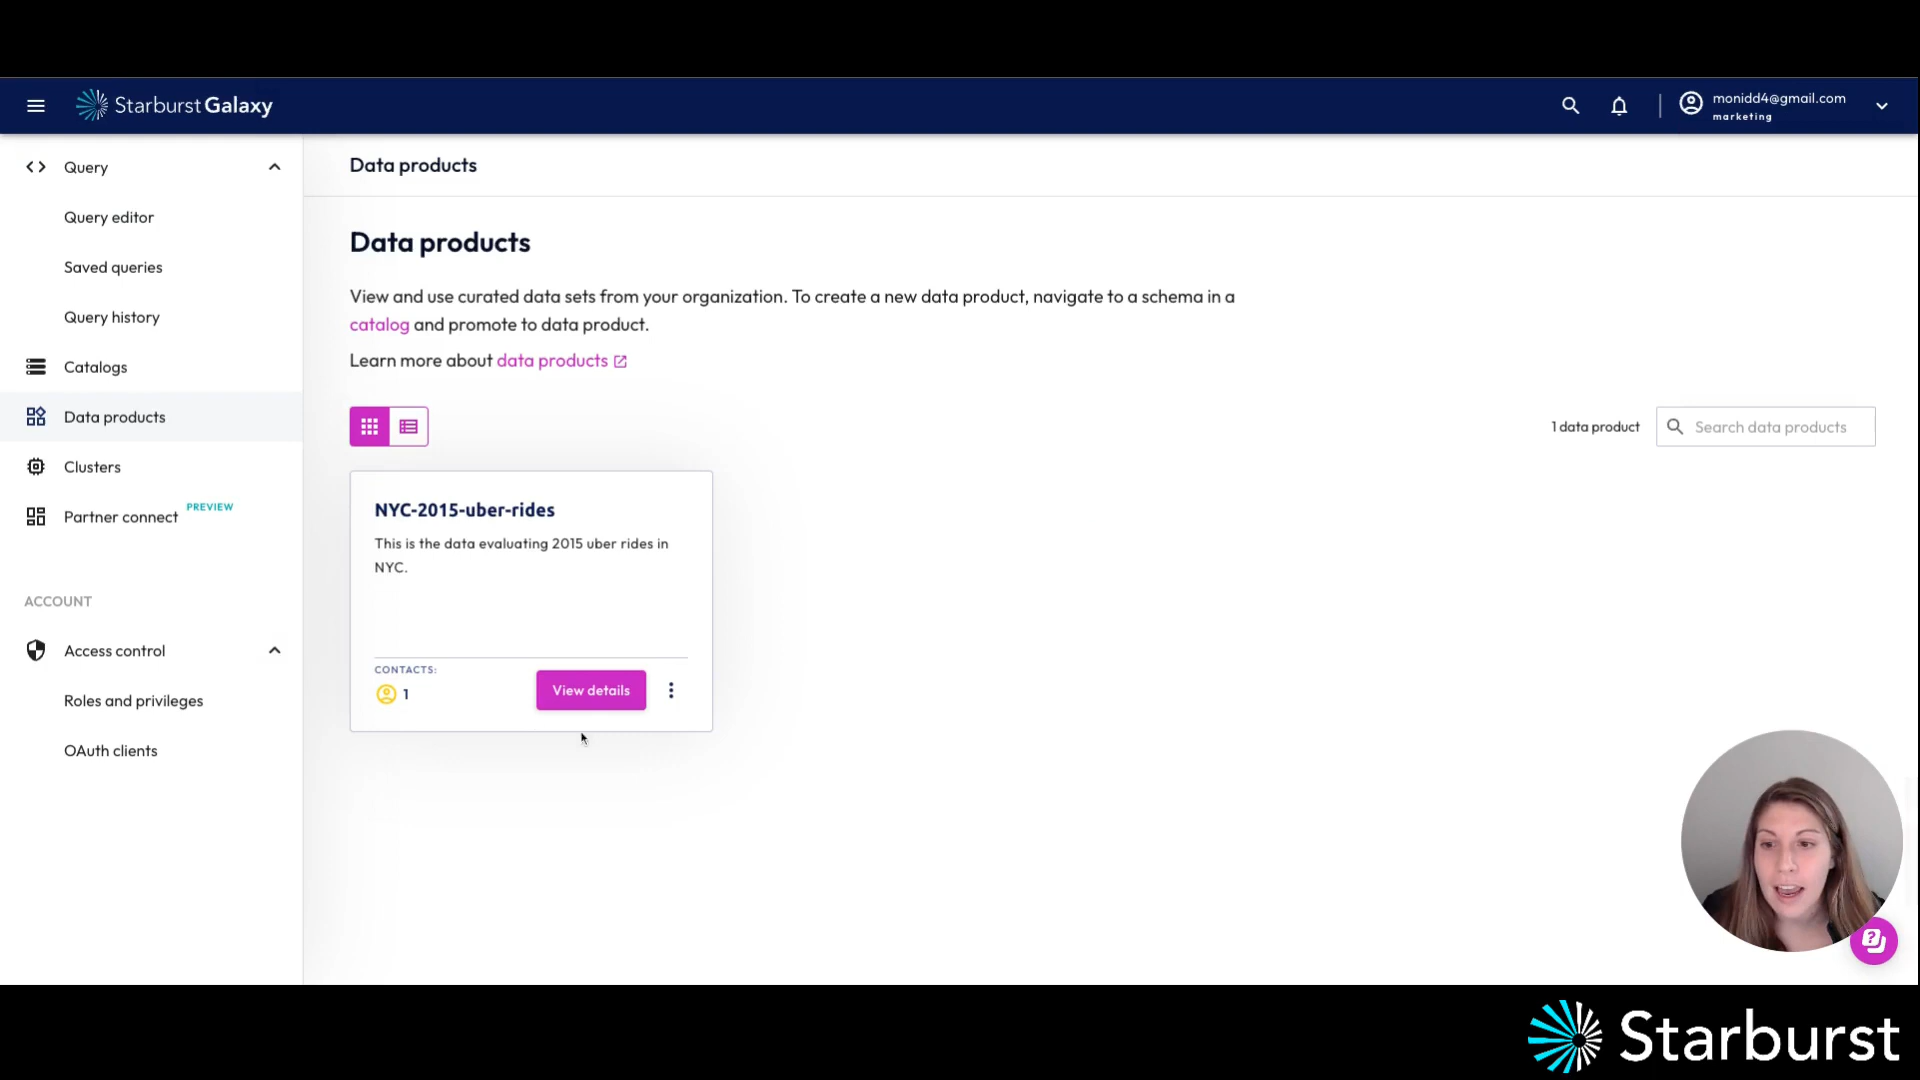 Starburst Galaxy
monidd4@gmail.com
marketing
Query
Query editor
Saved queries
Query history
Catalogs
Data products
Clusters
Partner connect PREVIEW
ACCOUNT
Access control
Roles and privileges
OAuth clients
Data products
Data products
View and use curated data sets from your organization. To create a new data product, navigate to a schema in a
catalog and promote to data product.
Learn more about data products
1 data product
Search data products
NYC-2015-uber-rides
This is the data evaluating 2015 uber rides in
NYC.
CONTACTS:
1
View details
?
Starburst